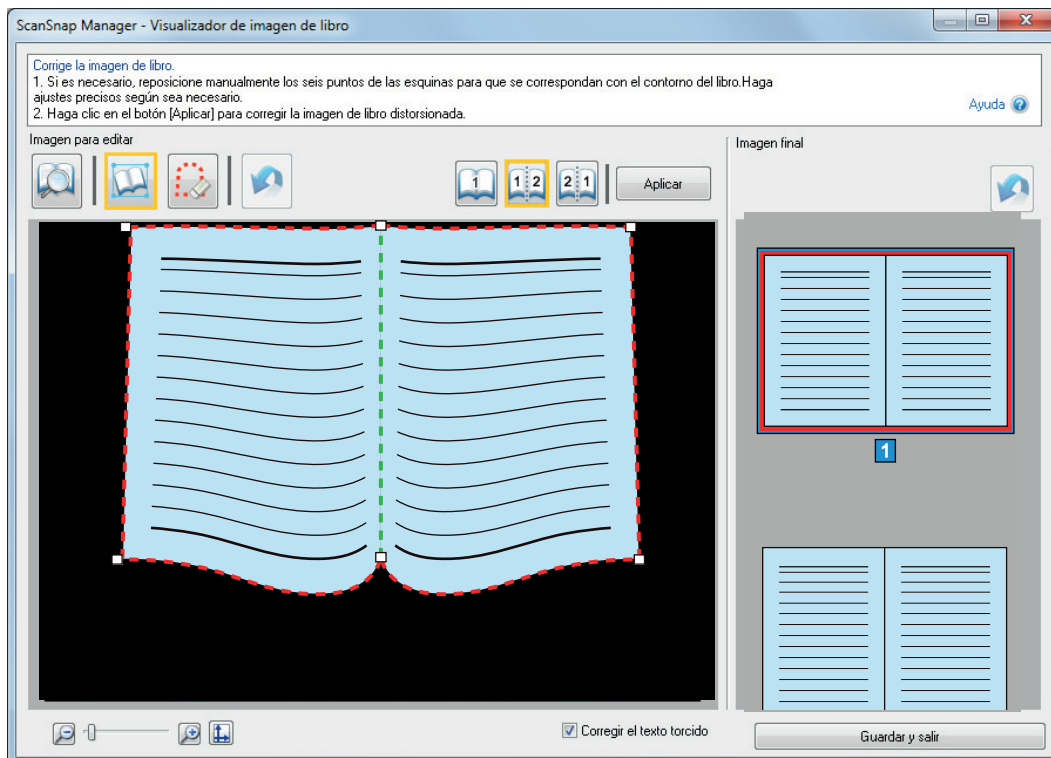 ScanSnap Manager - Visualizador de imagen de libro
Corrige la imagen de libro.
1. Si es necesario, reposicione manualmente los seis puntos de las esquinas para que se correspondan con el contorno del libro.Haga
ajustes precisos según sea necesario.
2. Haga clic en el botón [Aplicar] para corregir la imagen de libro distorsionada.
Ayuda
Imagen para editar
Imagen final
1
1 2
2 1
Aplicar
1
Corregir el texto torcido
Guardar y salir